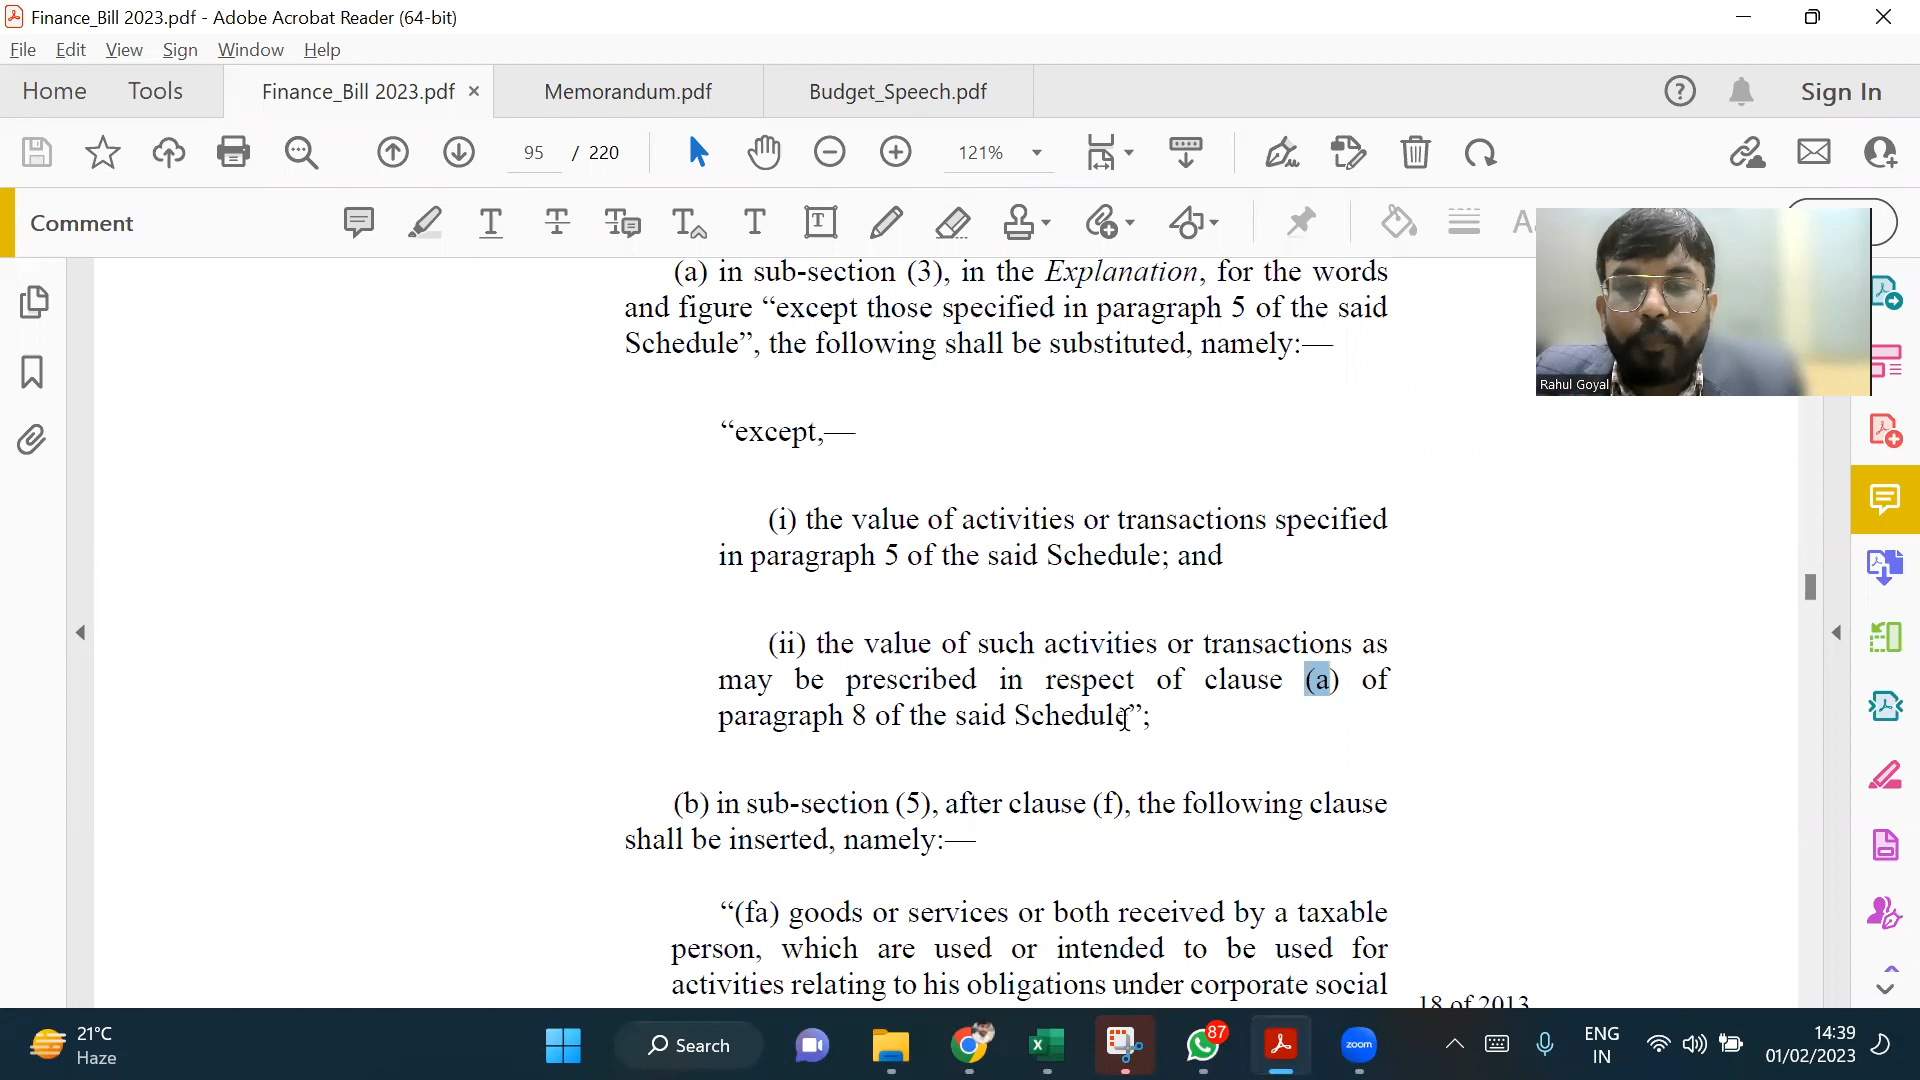 Finance_Bill 2023.pdf - Adobe Acrobat Reader (64-bit)
File Edit View Sign Window Help
Home Tools Finance_Bill 2023.pdf × Memorandum.pdf Budget_Speech.pdf Sign In
95 / 220 121%
Comment
(a) in sub-section (3), in the Explanation, for the words
and figure “except those specified in paragraph 5 of the said
Schedule”, the following shall be substituted, namely:—
Rahul Goyal
“except,—
(i) the value of activities or transactions specified
in paragraph 5 of the said Schedule; and
(ii) the value of such activities or transactions as
may be prescribed in respect of clause (a) of
paragraph 8 of the said Schedule”;
(b) in sub-section (5), after clause (f), the following clause
shall be inserted, namely:—
“(fa) goods or services or both received by a taxable
person, which are used or intended to be used for
activities relating to his obligations under corporate social
18 of 2013
21°C
Haze
Search
87
zoom
ENG
IN
14:39
01/02/2023